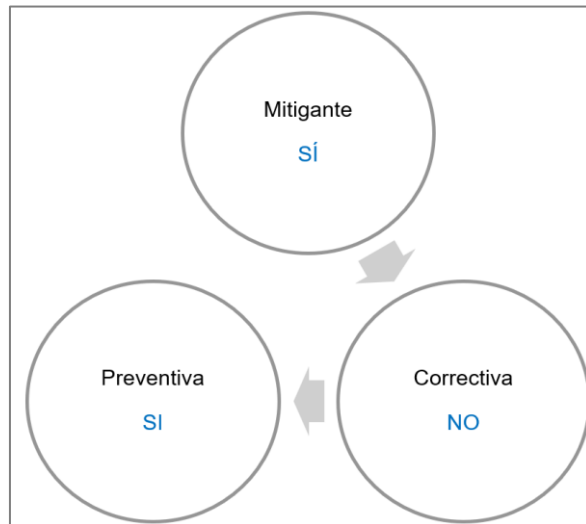 Mitigante
SÍ
Preventiva
SI
Correctiva
NO